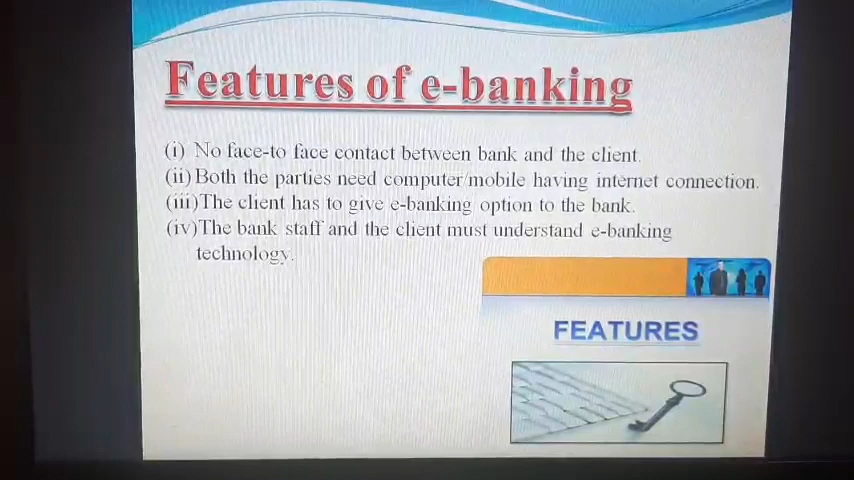 Features of e-banking
(i) No face-to face contact between bank and the client.
(ii) Both the parties need computer/mobile having internet connection.
(iii)The client has to give e-banking option to the bank.
(iv)The bank staff and the client must understand e-banking
technology.
FEATURES